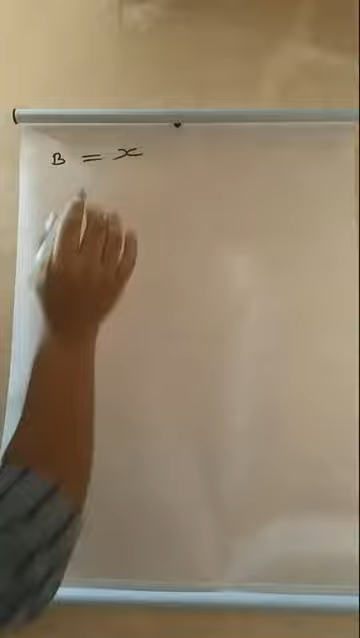 B = x